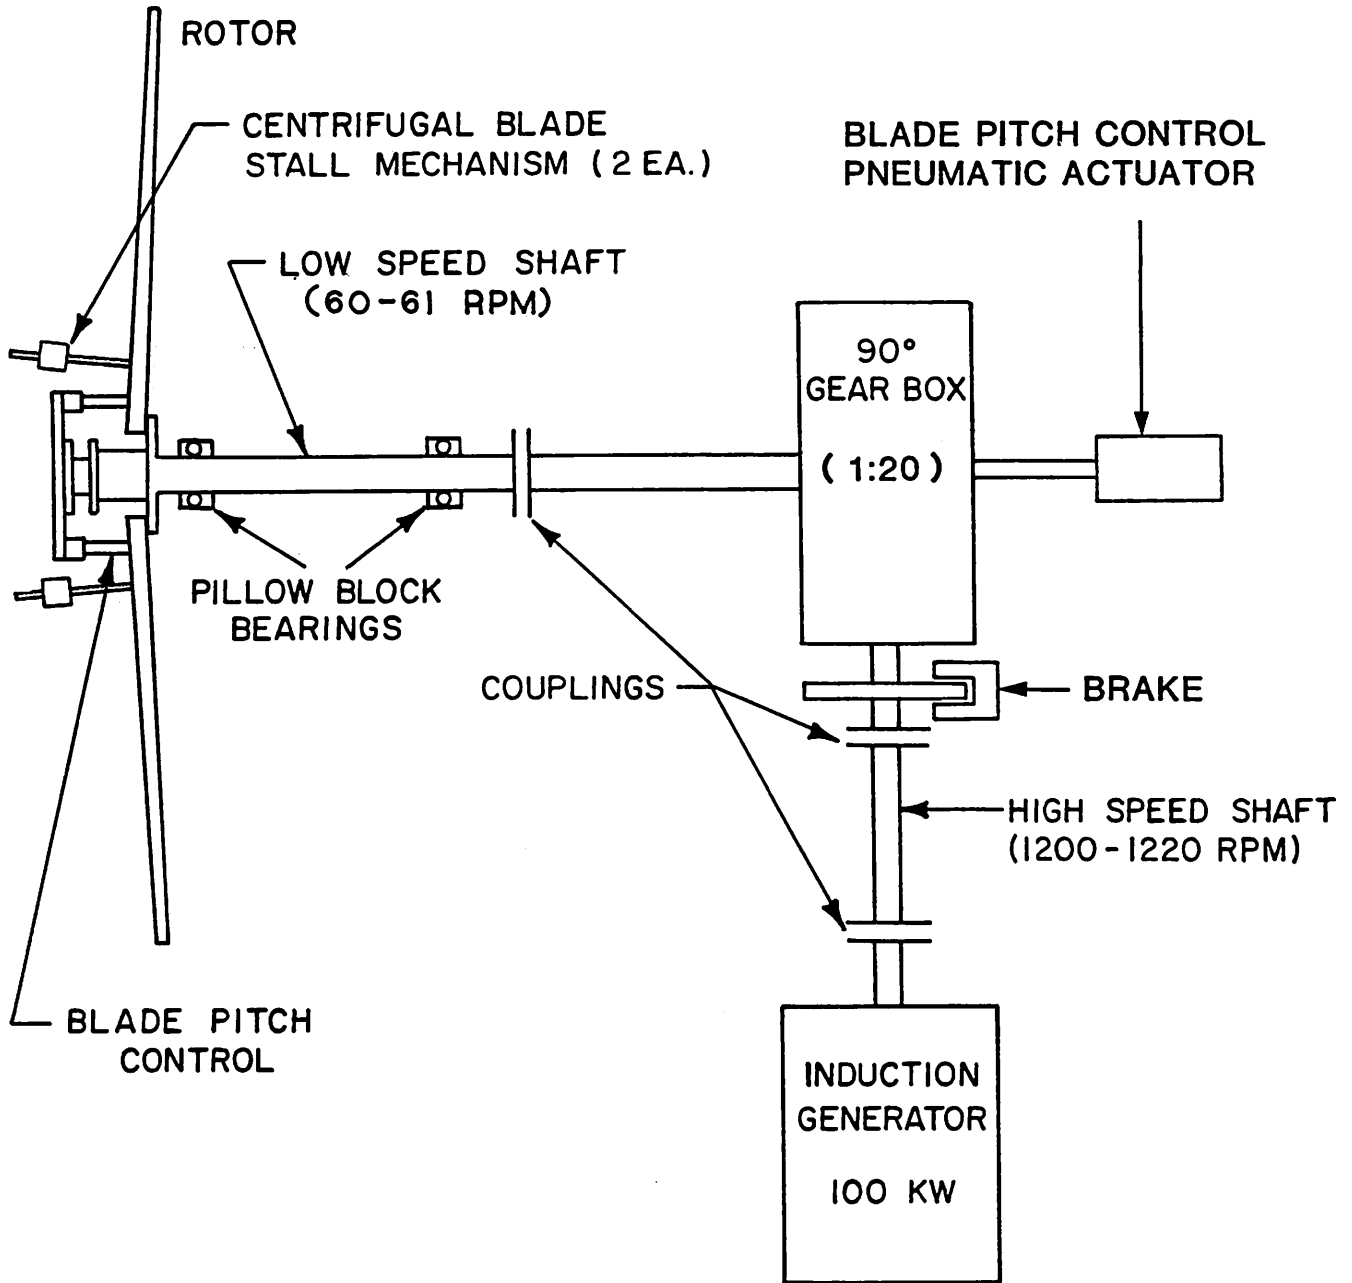 ROTOR
CENTRIFUGAL BLADE
STALL MECHANISM (2 EA.)
BLADE PITCH CONTROL
PNEUMATIC ACTUATOR
LOW SPEED SHAFT
(60-61 RPM)
90°
GEAR BOX
(1:20)
PILLOW BLOCK
BEARINGS
COUPLINGS
BRAKE
HIGH SPEED SHAFT
(1200-1220 RPM)
BLADE PITCH
CONTROL
INDUCTION
GENERATOR
100 KW